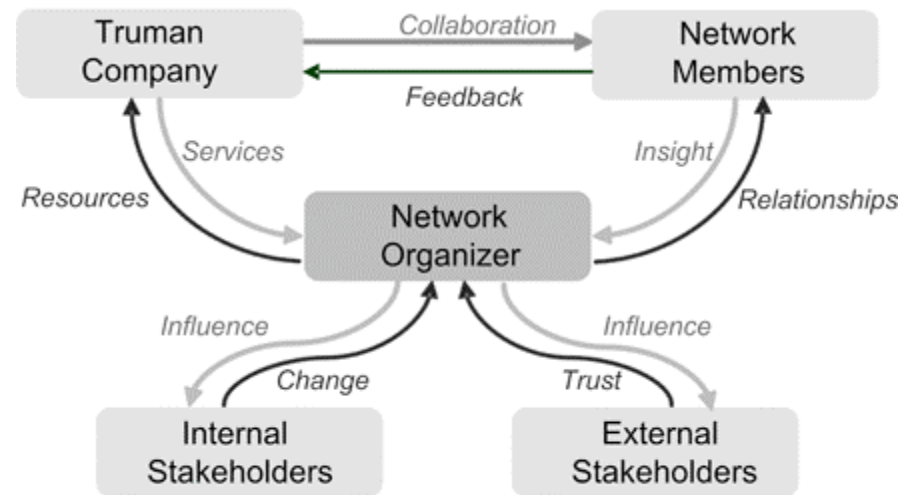 Truman
Company
Collaboration
Network
Members
Feedback
Services
Insight
Resources
Relationships
Network
Organizer
Influence
Influence
Change
Trust
Internal
Stakeholders
External
Stakeholders